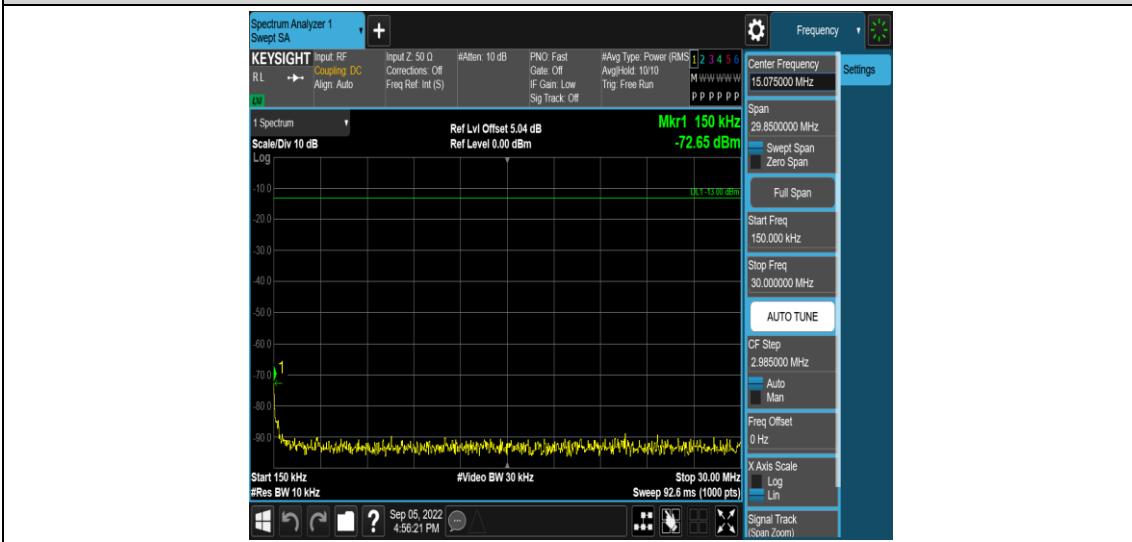 Spectrum Analyzer 1
Swept SA
+
Frequency
KEYSIGHT
RL
LXI
Input: RF
Coupling: DC
Align: Auto
Input Z: 50 Ω
Corrections: Off
Freq Ref: Int (S)
#Atten: 10 dB
PNO: Fast
Gate: Off
IF Gain: Low
Sig Track: Off
#Avg Type: Power (RMS
Avg|Hold: 10/10
Trig: Free Run
1 2 3 4 5 6
M W W W W W
P P P P P P
1 Spectrum
Scale/Div 10 dB
Log
Ref Lvl Offset 5.04 dB
Ref Level 0.00 dBm
Mkr1 150 kHz
-72.65 dBm
DL1 -13.00 dBm
-10.0
-20.0
-30.0
-40.0
-50.0
-60.0
-70.0
-80.0
-90.0
1
Start 150 kHz
#Res BW 10 kHz
#Video BW 30 kHz
Stop 30.00 MHz
Sweep 92.6 ms (1000 pts)
Center Frequency
15.075000 MHz
Settings
Span
29.8500000 MHz
Swept Span
Zero Span
Full Span
Start Freq
150.000 kHz
Stop Freq
30.000000 MHz
AUTO TUNE
CF Step
2.985000 MHz
Auto
Man
Freq Offset
0 Hz
X Axis Scale
Log
Lin
Signal Track
(Span Zoom)
?
Sep 05, 2022
4:56:21 PM